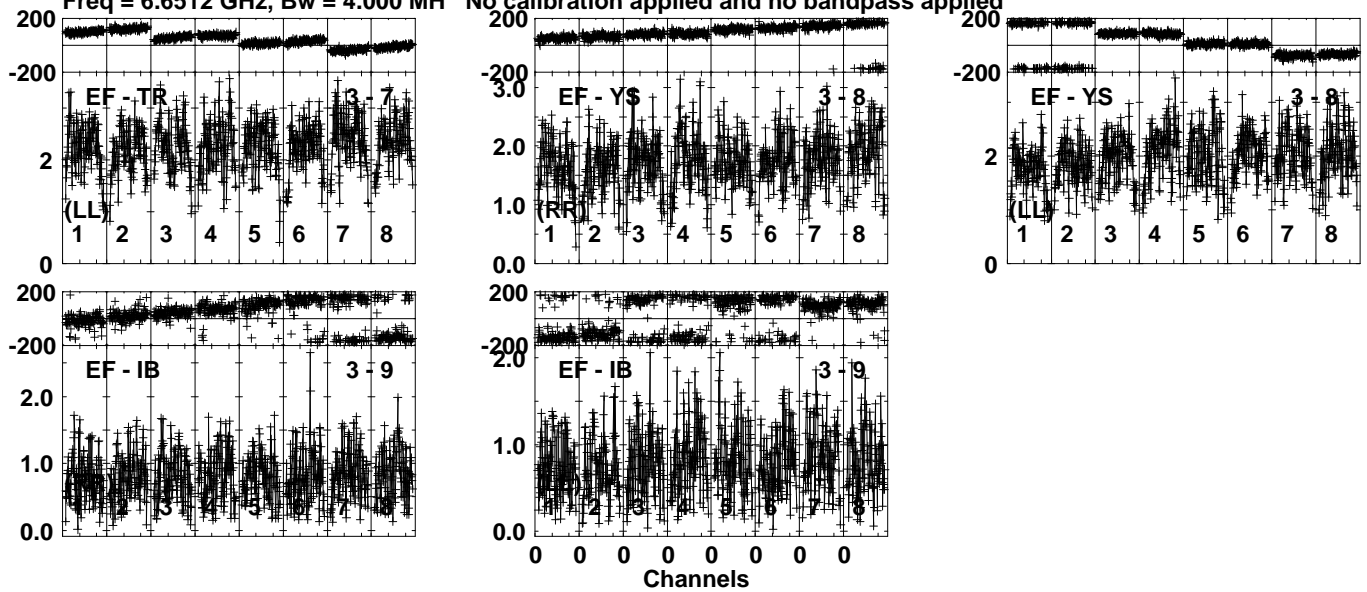 Freq = 6.6512 GHz, Bw = 4.000 MH No calibration applied and no bandpass applied
200 200 200
-200 -200 -200
EF - TR 3 - 7 3.0 EF - YS 3 - 8 EF - YS 3 - 8
2 2.0 2
(LL) 1.0 (RR) (LL)
1 2 3 4 5 6 7 8 1 2 3 4 5 6 7 8 1 2 3 4 5 6 7 8
0 0.0 0
200 200
-200 -200
EF - IB 3 - 9 2.0 EF - IB 3 - 9
2.0
1.0 1.0
1 2 3 4 5 6 7 8 1 2 3 4 5 6 7 8
0.0 0.0
0 0 0 0 0 0 0 0
Channels